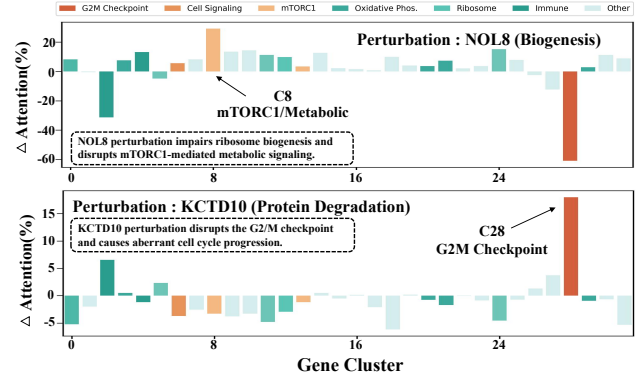 G2M Checkpoint Cell Signaling mTORC1 Oxidative Phos. Ribosome Immune Other
Perturbation : NOL8 (Biogenesis)
20
0
-20
-40
-60
△ Attention(%)
C8
mTORC1/Metabolic
NOL8 perturbation impairs ribosome biogenesis and
disrupts mTORC1-mediated metabolic signaling.
0 8 16 24
Perturbation : KCTD10 (Protein Degradation)
KCTD10 perturbation disrupts the G2/M checkpoint
and causes aberrant cell cycle progression.
C28
G2M Checkpoint
15
10
5
0
-5
△ Attention(%)
0 8 16 24
Gene Cluster